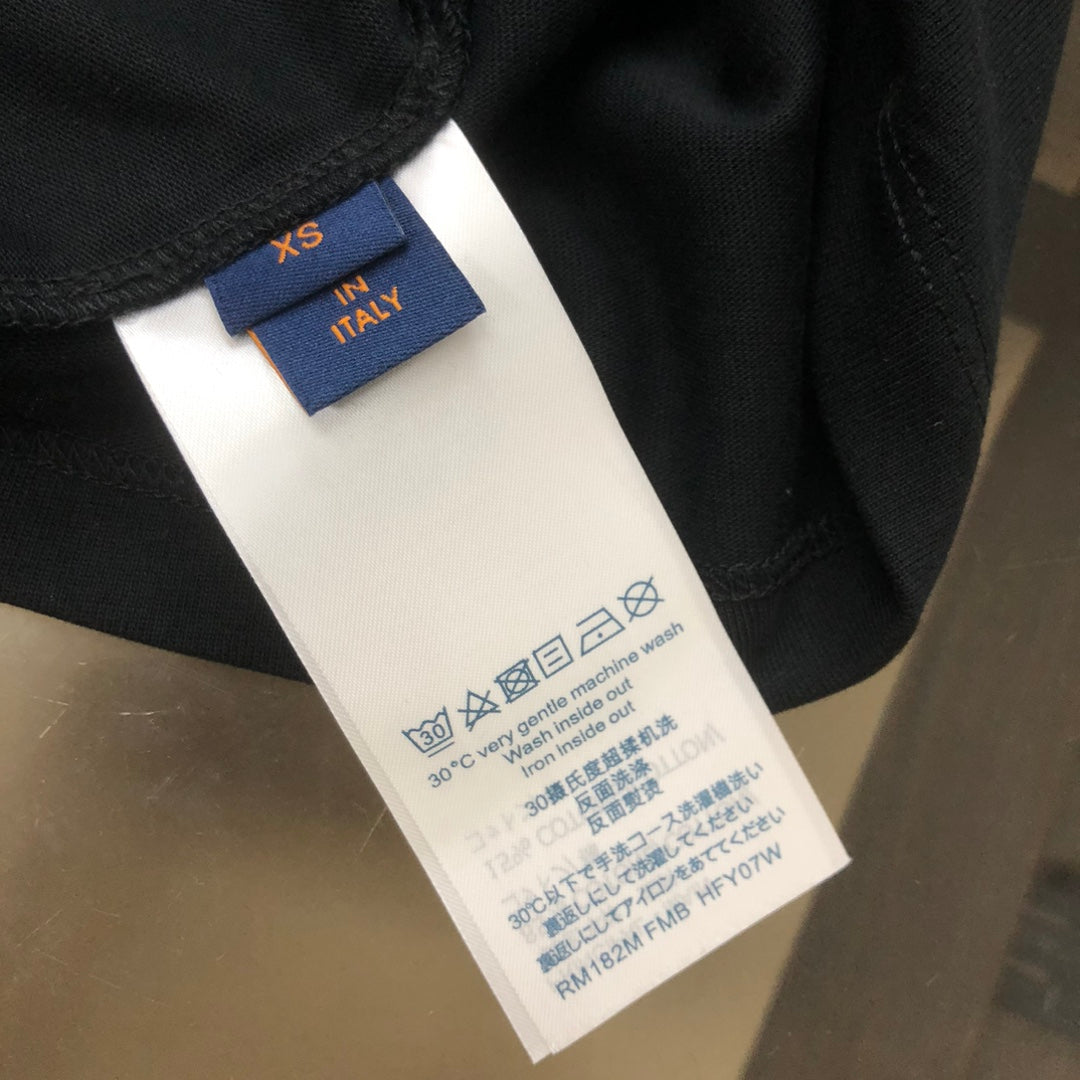 XS
IN
ITALY
30
30°C very gentle machine wash
Wash inside out
Iron inside out
30摄氏度超揉机洗
反面洗涤
反面熨烫
30℃以下で手洗コース洗濯機洗い
裏返しにして洗濯してください
裏返しにしてアイロンをあててください
RM182M FMB HFY07W